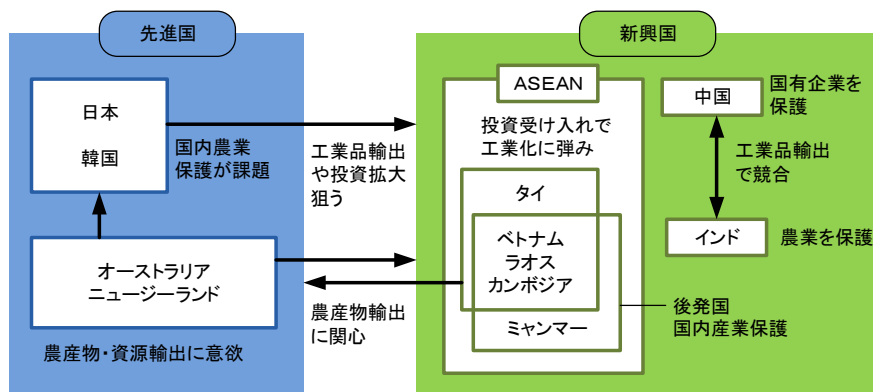 先進国
日本
韓国
国内農業
保護が課題
オーストラリア
ニュージーランド
農産物・資源輸出に意欲
工業品輸出
や投資拡大
狙う
農産物輸出
に関心
新興国
ASEAN
投資受け入れで
工業化に弾み
タイ
ベトナム
ラオス
カンボジア
ミャンマー
後発国
国内産業保護
中国
国有企業を
保護
工業品輸出
で競合
インド
農業を保護